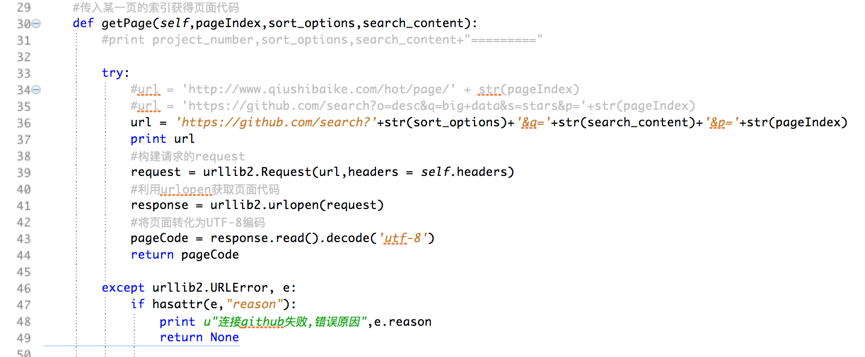 29 #传入某一页的索引获得页面代码
30 def getPage(self,pageIndex,sort_options,search_content):
31 #print project_number,sort_options,search_content+"========="
32
33 try:
34 #url = 'http://www.qiushibaike.com/hot/page/' + str(pageIndex)
35 #url = 'https://github.com/search?o=desc&q=big+data&s=stars&p='+str(pageIndex)
36 url = 'https://github.com/search?'+str(sort_options)+'&q='+str(search_content)+'&p='+str(pageIndex)
37 print url
38 #构建请求的request
39 request = urllib2.Request(url,headers = self.headers)
40 #利用urlopen获取页面代码
41 response = urllib2.urlopen(request)
42 #将页面转化为UTF-8编码
43 pageCode = response.read().decode('utf-8')
44 return pageCode
45
46 except urllib2.URLError, e:
47 if hasattr(e,"reason"):
48 print u"连接github失败,错误原因",e.reason
49 return None
50